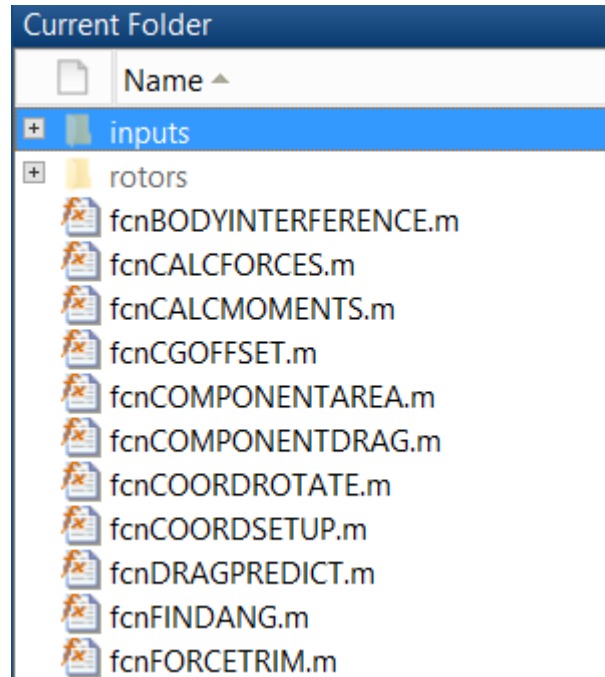 Current Folder
Name
inputs
rotors
fcnBODYINTERFERENCE.m
fcnCALCFORCES.m
fcnCALCMOMENTS.m
fcnCGOFFSET.m
fcnCOMPONENTAREA.m
fcnCOMPONENTDRAG.m
fcnCOORDROTATE.m
fcnCOORDSETUP.m
fcnDRAGPREDICT.m
fcnFINDANG.m
fcnFORCETRIM.m